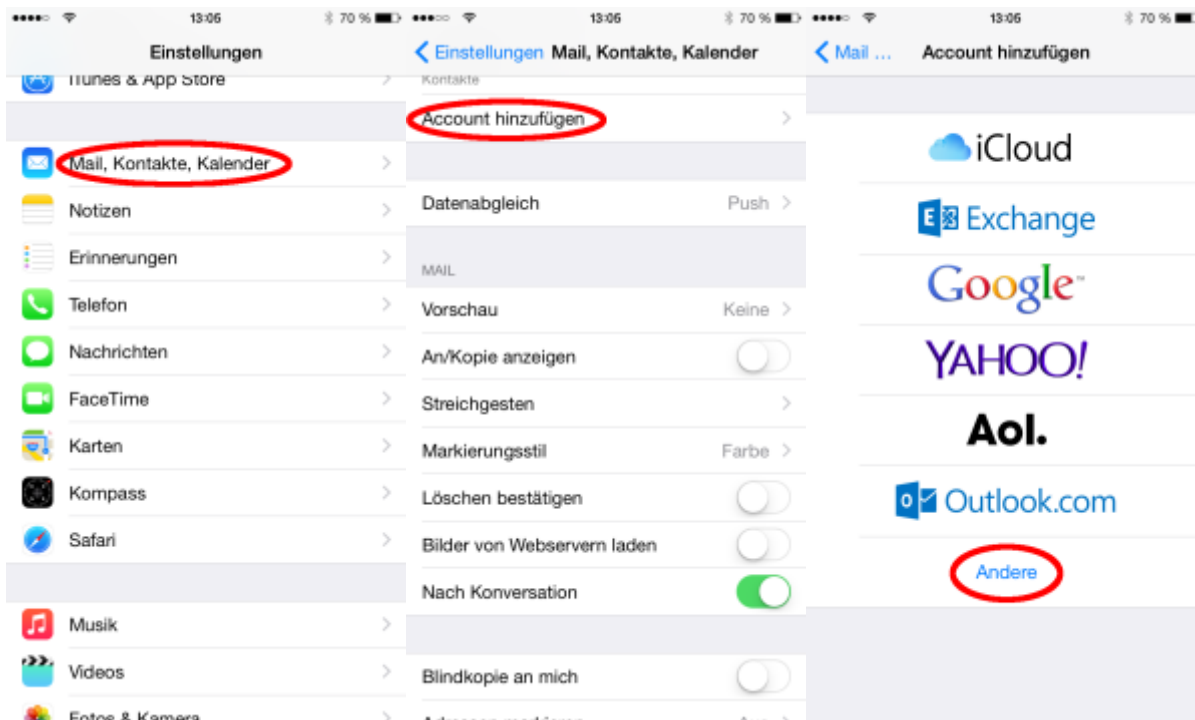 13:06
70 %
Einstellungen
iTunes & App Store
Mail, Kontakte, Kalender
Notizen
Erinnerungen
Telefon
Nachrichten
FaceTime
Karten
Kompass
Safari
Musik
Videos
Fotos & Kamera
13:06
70 %
Einstellungen Mail, Kontakte, Kalender
Kontakte
Account hinzufügen
Datenabgleich Push
MAIL
Vorschau Keine
An/Kopie anzeigen
Streichgesten
Markierungsstil Farbe
Löschen bestätigen
Bilder von Webservern laden
Nach Konversation
Blindkopie an mich
Adressen markieren Aus
13:06
70 %
Mail ... Account hinzufügen
iCloud
Exchange
Google
YAHOO!
Aol.
Outlook.com
Andere